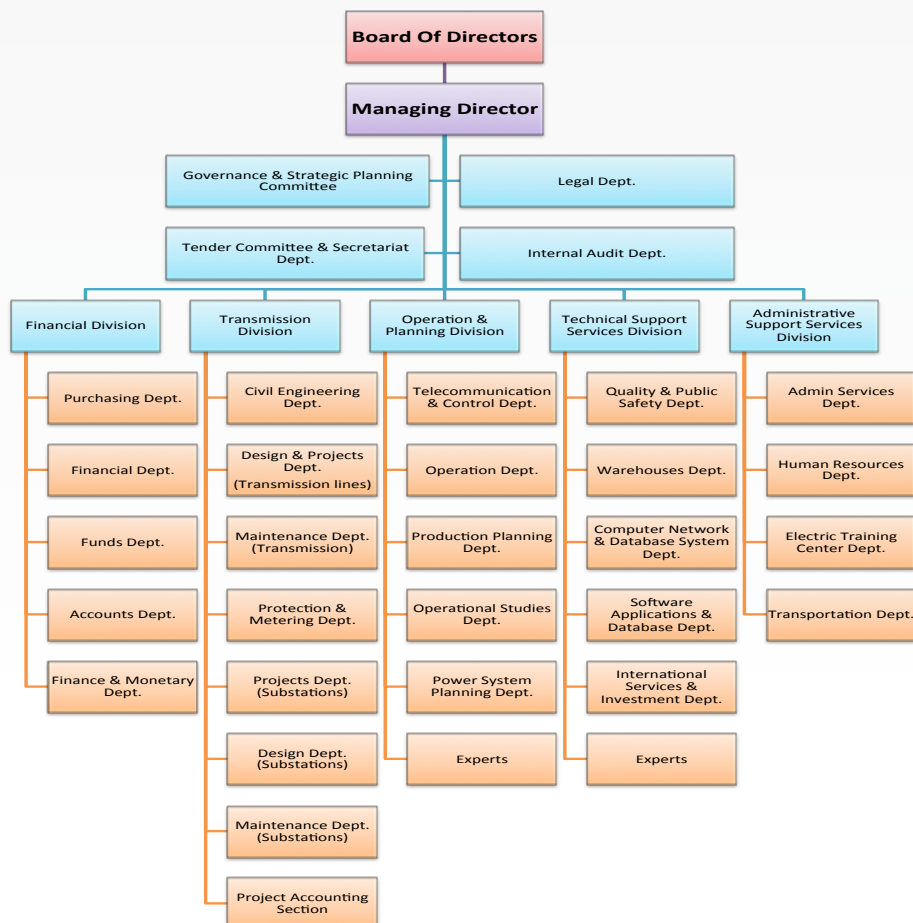 Board Of Directors
Managing Director
Governance & Strategic Planning
Committee
Legal Dept.
Tender Committee & Secretariat
Dept.
Internal Audit Dept.
Financial Division
Transmission
Division
Operation &
Planning Division
Technical Support
Services Division
Administrative
Support Services
Division
Purchasing Dept.
Financial Dept.
Funds Dept.
Accounts Dept.
Finance & Monetary
Dept.
Civil Engineering
Dept.
Design & Projects
Dept.
(Transmission lines)
Maintenance Dept.
(Transmission)
Protection &
Metering Dept.
Projects Dept.
(Substations)
Design Dept.
(Substations)
Maintenance Dept.
(Substations)
Project Accounting
Section
Telecommunication
& Control Dept.
Operation Dept.
Production Planning
Dept.
Operational Studies
Dept.
Power System
Planning Dept.
Experts
Quality & Public
Safety Dept.
Warehouses Dept.
Computer Network
& Database System
Dept.
Software
Applications &
Database Dept.
International
Services &
Investment Dept.
Experts
Admin Services
Dept.
Human Resources
Dept.
Electric Training
Center Dept.
Transportation Dept.